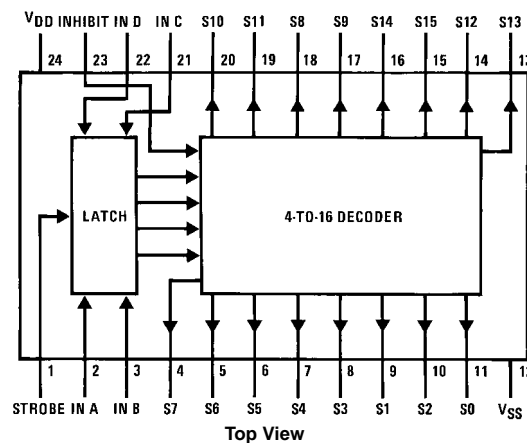 VDD INHIBIT IN D IN C S10 S11 S8 S9 S14 S15 S12 S13
24 23 22 21 20 19 18 17 16 15 14 13
LATCH
4-TO-16 DECODER
1 2 3 4 5 6 7 8 9 10 11 12
STROBE IN A IN B S7 S6 S5 S4 S3 S1 S2 S0 VSS
Top View